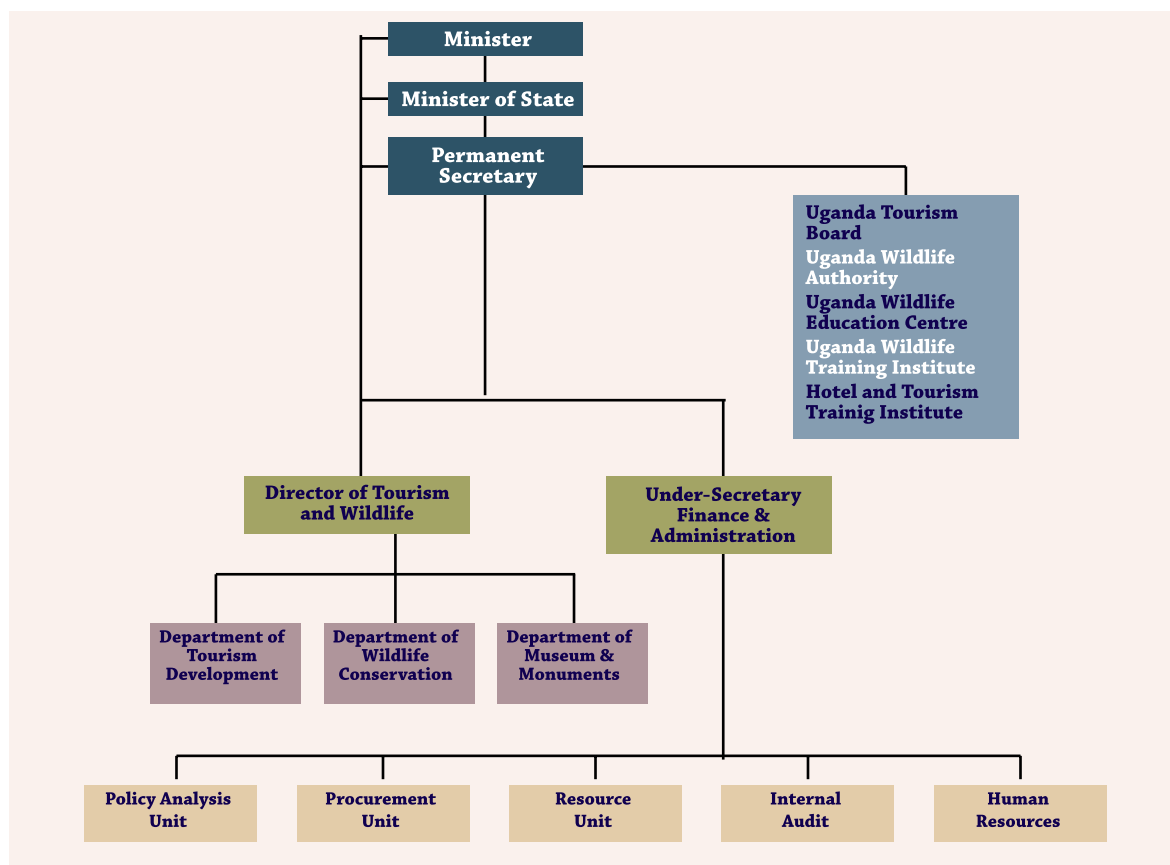 Minister
Minister of State
Permanent
Secretary
Uganda Tourism
Board
Uganda Wildlife
Authority
Uganda Wildlife
Education Centre
Uganda Wildlife
Training Institute
Hotel and Tourism
Trainig Institute
Director of Tourism
and Wildlife
Under-Secretary
Finance &
Administration
Department of
Tourism
Development
Department of
Wildlife
Conservation
Department of
Museum &
Monuments
Policy Analysis
Unit
Procurement
Unit
Resource
Unit
Internal
Audit
Human
Resources